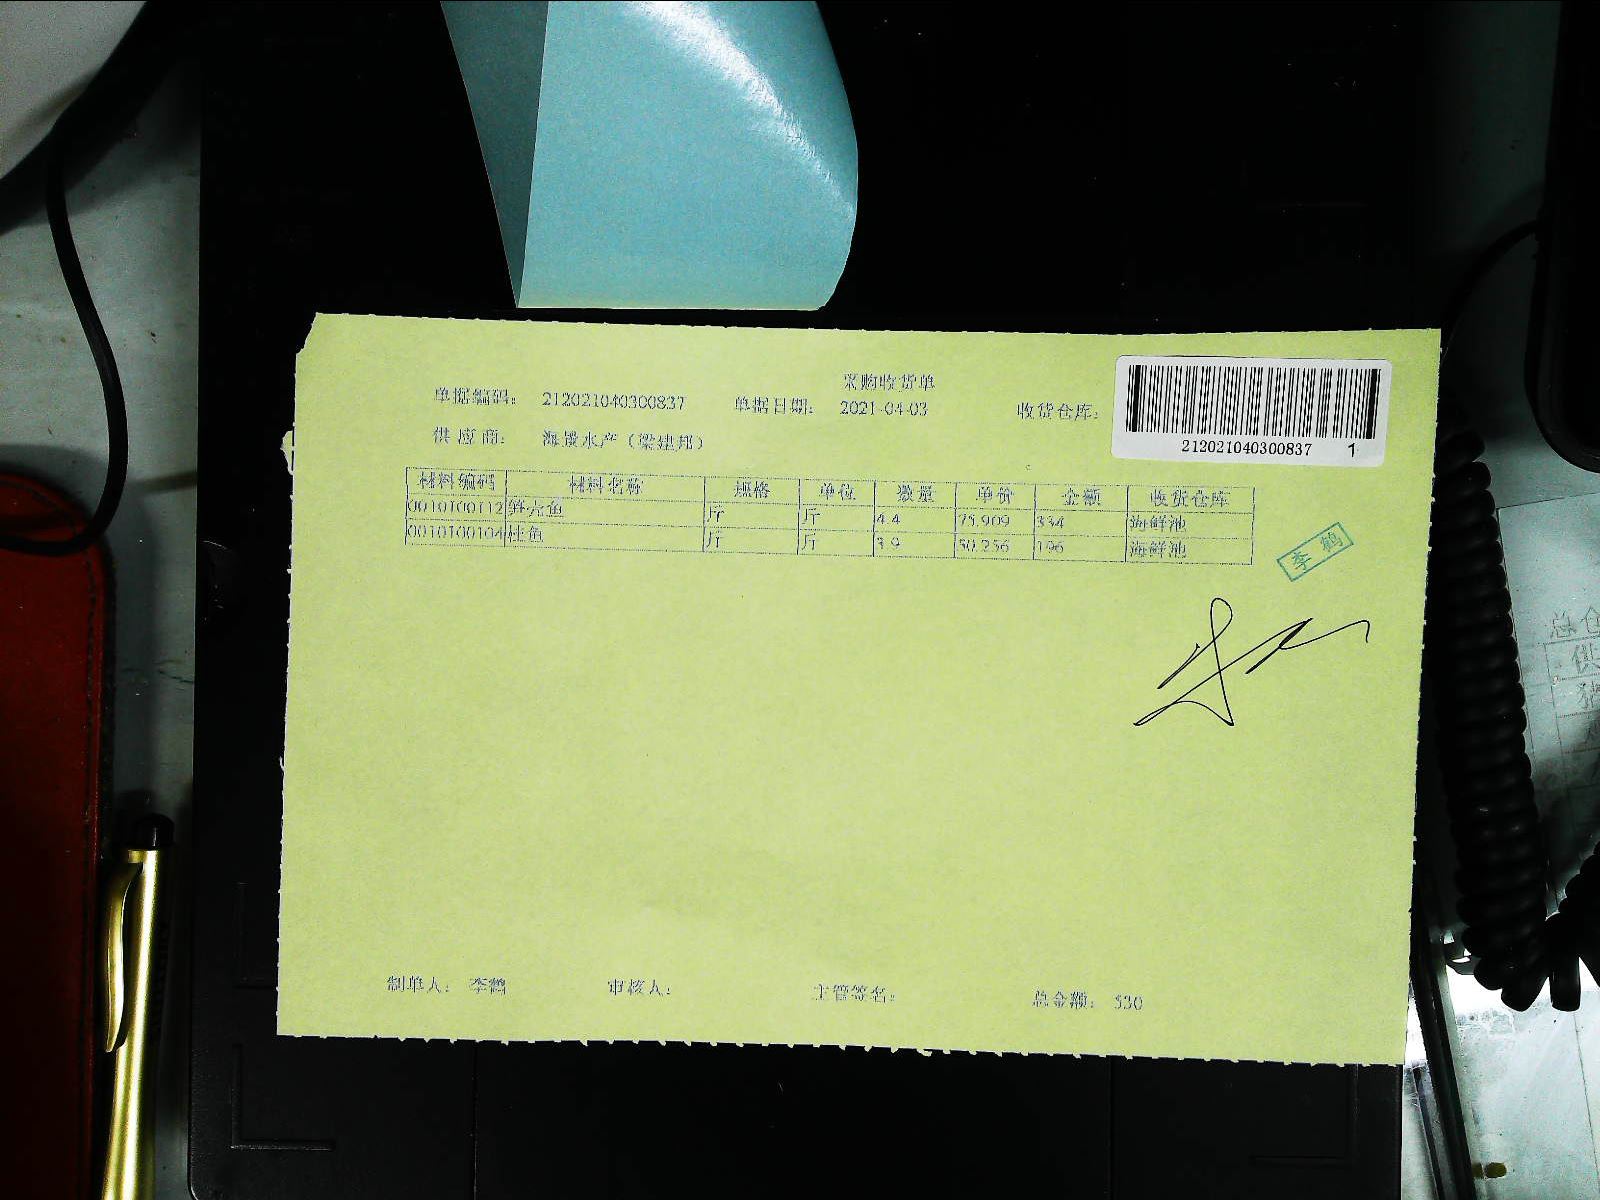 采购收货单
单据编码： 212021040300837 单据日期： 2021-04-03 收货仓库：
212021040300837 1
供应商： 海景水产（梁建邦）
材料编码 材料名称 规格 单位 数量 单价 金额 收货仓库
0010100112 笋壳鱼 斤 斤 4.4 75.909 334 海鲜池
0010100104 桂鱼 斤 斤 3.9 50.256 196 海鲜池
李鹤
制单人： 李鹤 审核人： 主管签名： 总金额： 530
总仓
供